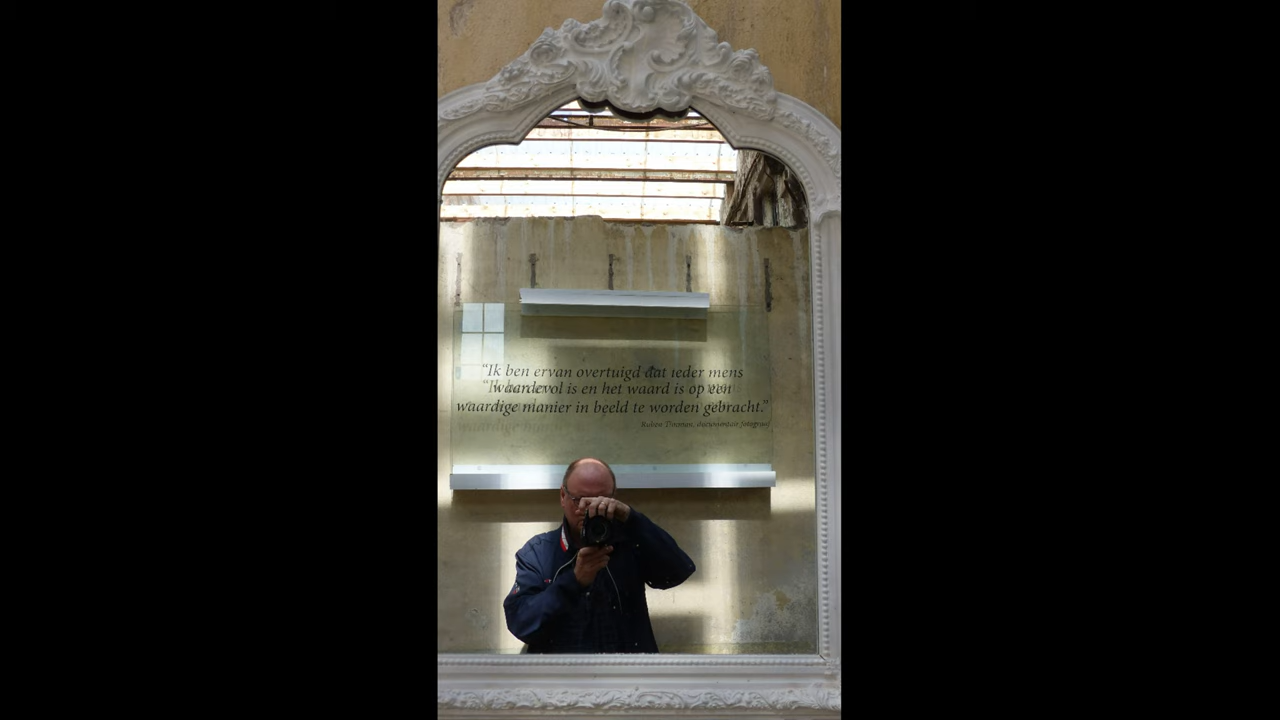 “Ik ben ervan overtuigd dat ieder mens
waardevol is en het waard is op een
waardige manier in beeld te worden gebracht.”
Ruben Timman, documentair fotograaf